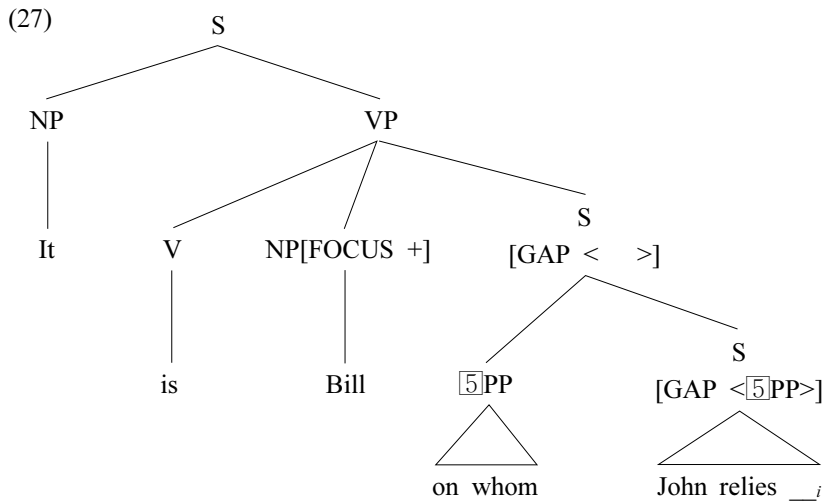 (27)
S
NP VP
S
It V NP[FOCUS +] [GAP < >]
S
is Bill 5PP [GAP <5PP>]
on whom John relies __i